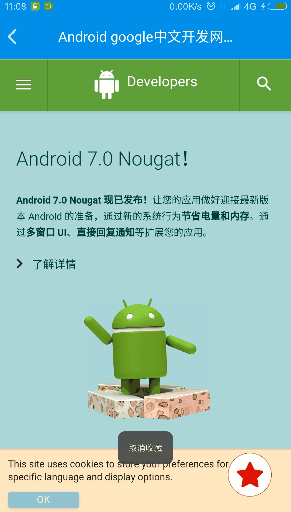 11:08
0.00K/s
4G
Android google中文开发网...
Developers
Android 7.0 Nougat!
Android 7.0 Nougat 现已发布！让您的应用做好迎接最新版
本 Android 的准备，通过新的系统行为节省电量和内存。通
过多窗口 UI、直接回复通知等扩展您的应用。
了解详情
取消收藏
This site uses cookies to store your preferences for
specific language and display options.
OK